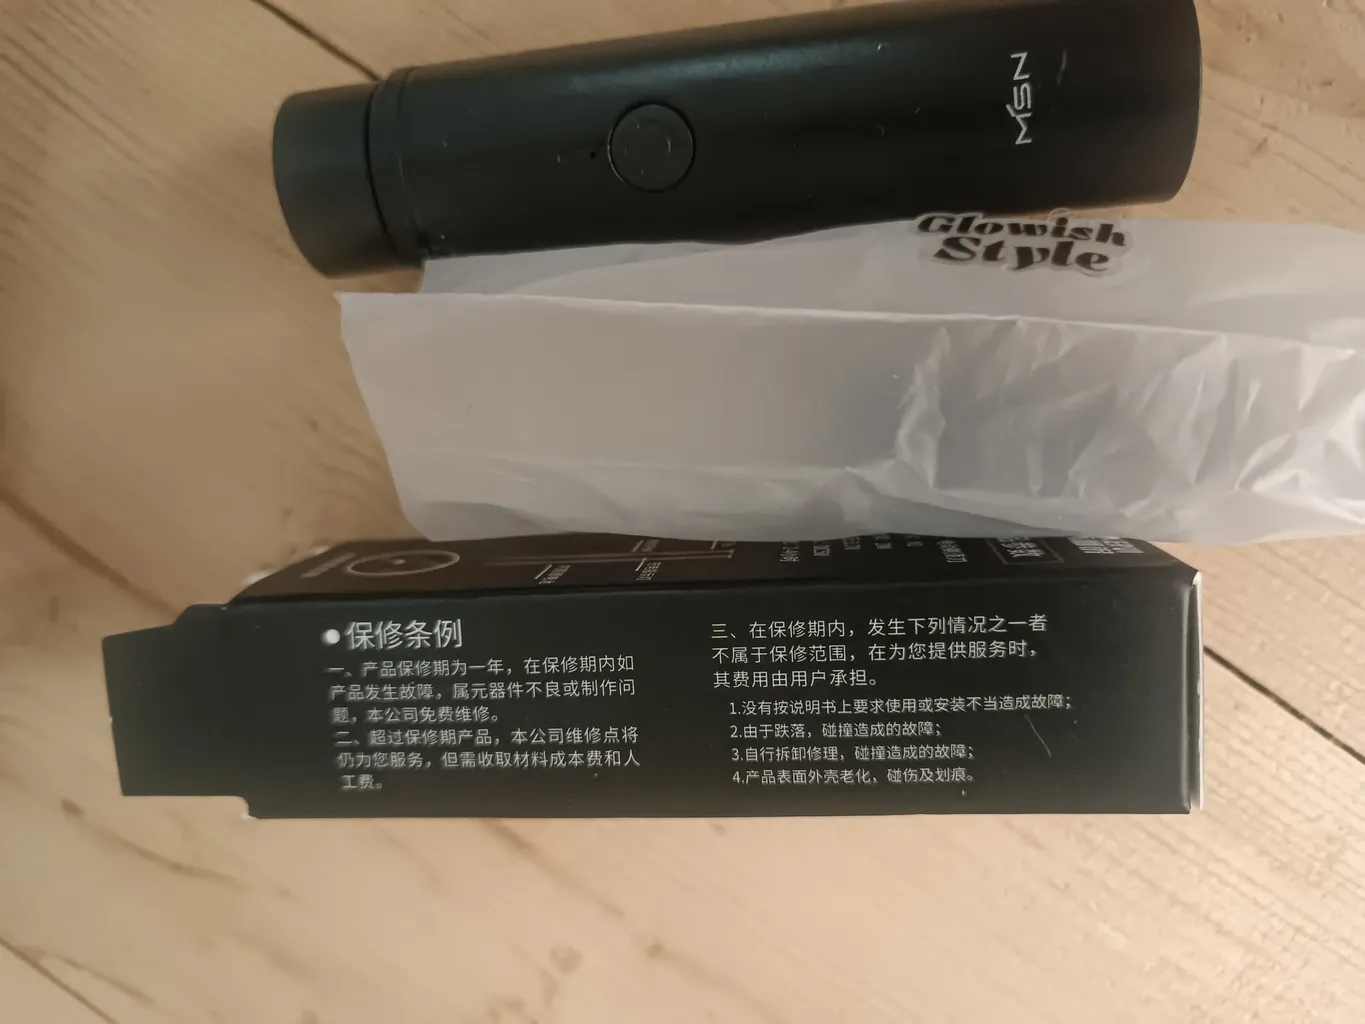 MSN
Glowish
Style
●保修条例
一、产品保修期为一年，在保修期内如
产品发生故障，属元器件不良或制作问
题，本公司免费维修。
二、超过保修期产品，本公司维修点将
仍为您服务，但需收取材料成本费和人
工费。
三、在保修期内，发生下列情况之一者
不属于保修范围，在为您提供服务时，
其费用由用户承担。
1.没有按说明书上要求使用或安装不当造成故障；
2.由于跌落，碰撞造成的故障；
3.自行拆卸修理，碰撞造成的故障；
4.产品表面外壳老化，碰伤及划痕。